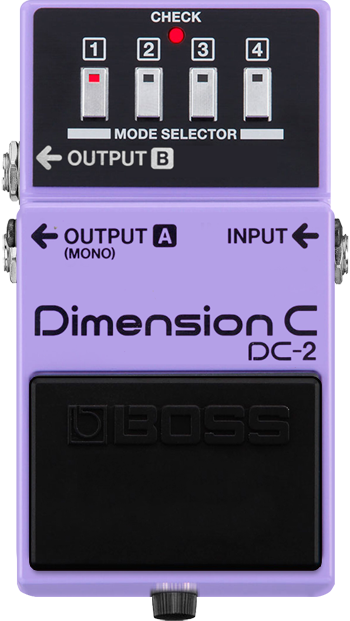 CHECK
1 2 3 4
MODE SELECTOR
← OUTPUT B
← OUTPUT A INPUT ←
(MONO)
Dimension C
DC-2
BOSS